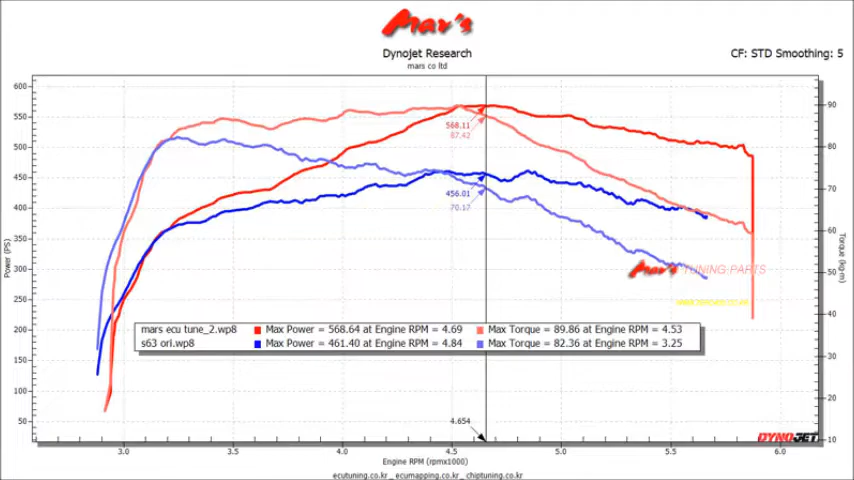 Mar's
Dynojet Research
CF: STD Smoothing: 5
mars co ltd
600
550
500
450
400
350
300
250
200
150
100
50
Power (PS)
90
80
70
60
50
40
30
20
10
Torque (kg-m)
568.11
87.42
456.01
70.17
Mar's TUNING PARTS
mars ecu tune_2.wp8 Max Power = 568.64 at Engine RPM = 4.69 Max Torque = 89.86 at Engine RPM = 4.53
s63 ori.wp8 Max Power = 461.40 at Engine RPM = 4.84 Max Torque = 82.36 at Engine RPM = 3.25
4.654
DYNOJET
3.0 3.5 4.0 4.5 5.0 5.5 6.0
Engine RPM (rpmx1000)
ecutuning.co.kr _ ecumapping.co.kr _ chiptuning.co.kr